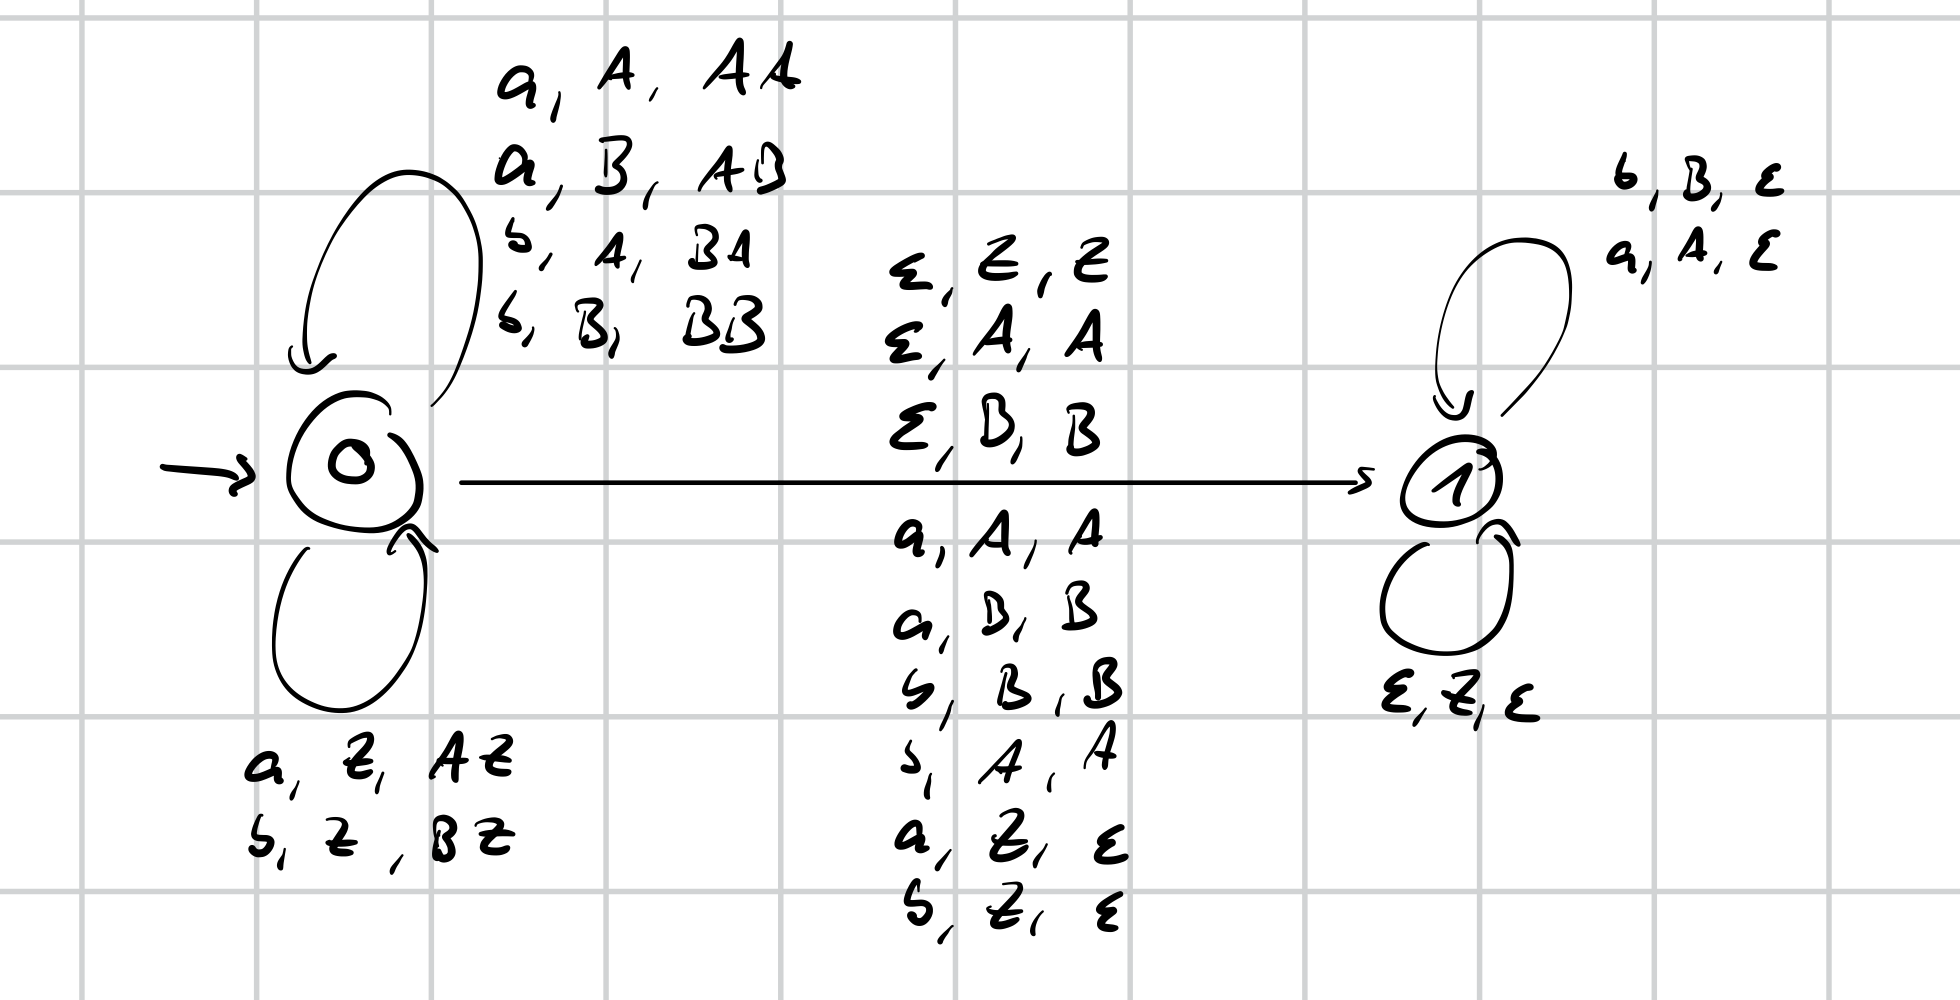 a, A, AA
a, B, AB
b, A, BA
b, B, BB
0
a, Z, AZ
b, Z, BZ
ε, Z, Z
ε, A, A
ε, B, B
a, A, A
a, B, B
b, B, B
b, A, A
a, Z, ε
b, Z, ε
b, B, ε
a, A, ε
1
ε, Z, ε